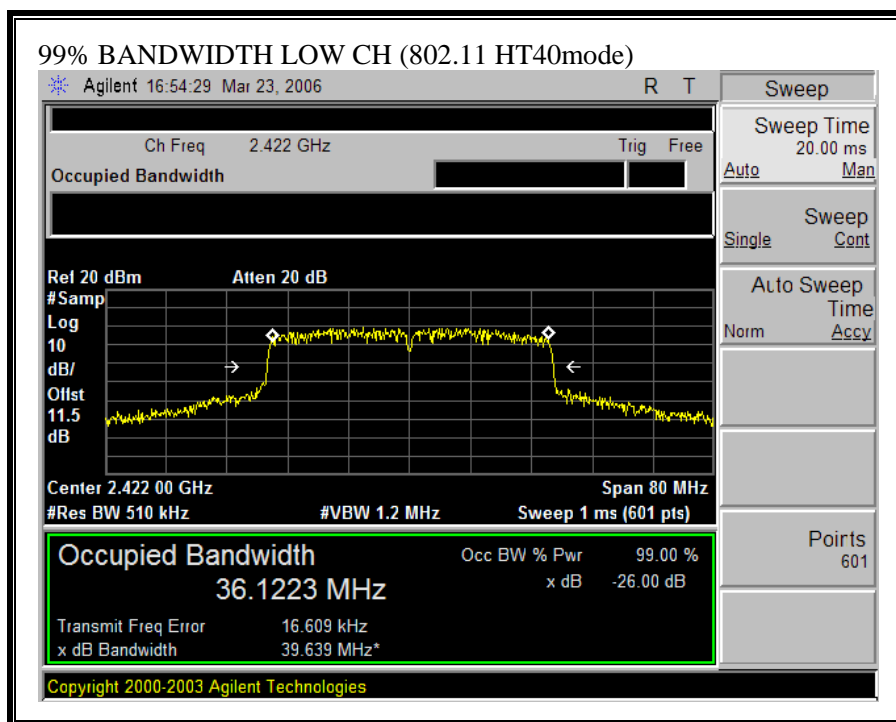 99% BANDWIDTH LOW CH (802.11 HT40mode)
Agilent 16:54:29 Mar 23, 2006 R T
Ch Freq 2.422 GHz Trig Free
Occupied Bandwidth
Ref 20 dBm Atten 20 dB
#Samp
Log
10
dB/
Offst
11.5
dB
Center 2.422 00 GHz Span 80 MHz
#Res BW 510 kHz #VBW 1.2 MHz Sweep 1 ms (601 pts)
Occupied Bandwidth Occ BW % Pwr 99.00 %
36.1223 MHz x dB -26.00 dB
Transmit Freq Error 16.609 kHz
x dB Bandwidth 39.639 MHz*
Copyright 2000-2003 Agilent Technologies
Sweep
Sweep Time
20.00 ms
Auto Man
Sweep
Single Cont
Auto Sweep
Time
Norm Accy
Points
601